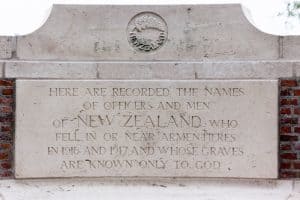 HERE ARE RECORDED THE NAMES
OF OFFICERS AND MEN
OF NEW ZEALAND WHO
FELL IN OR NEAR ARMENTIERES
IN 1916 AND 1917 AND WHOSE GRAVES
ARE KNOWN ONLY TO GOD